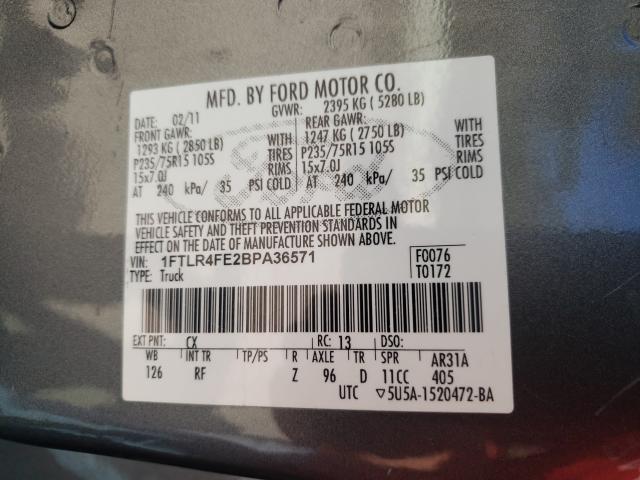 MFD. BY FORD MOTOR CO.
DATE: 02/11 GVWR: 2395 KG (5280 LB)
FRONT GAWR: REAR GAWR:
1293 KG (2850 LB) WITH 1247 KG (2750 LB) WITH
P235/75R15 105S TIRES P235/75R15 105S TIRES
15x7.0J RIMS 15x7.0J RIMS
AT 240 kPa/ 35 PSI COLD AT 240 kPa/ 35 PSI COLD
THIS VEHICLE CONFORMS TO ALL APPLICABLE FEDERAL MOTOR
VEHICLE SAFETY AND THEFT PREVENTION STANDARDS IN
EFFECT ON THE DATE OF MANUFACTURE SHOWN ABOVE.
VIN: 1FTLR4FE2BPA36571 F0076
TYPE: Truck T0172
EXT PNT: CX RC: 13 DSO:
WB INT TR TP/PS R AXLE TR SPR AR31A
126 RF Z 96 D 11CC 405
UTC ▽5U5A-1520472-BA